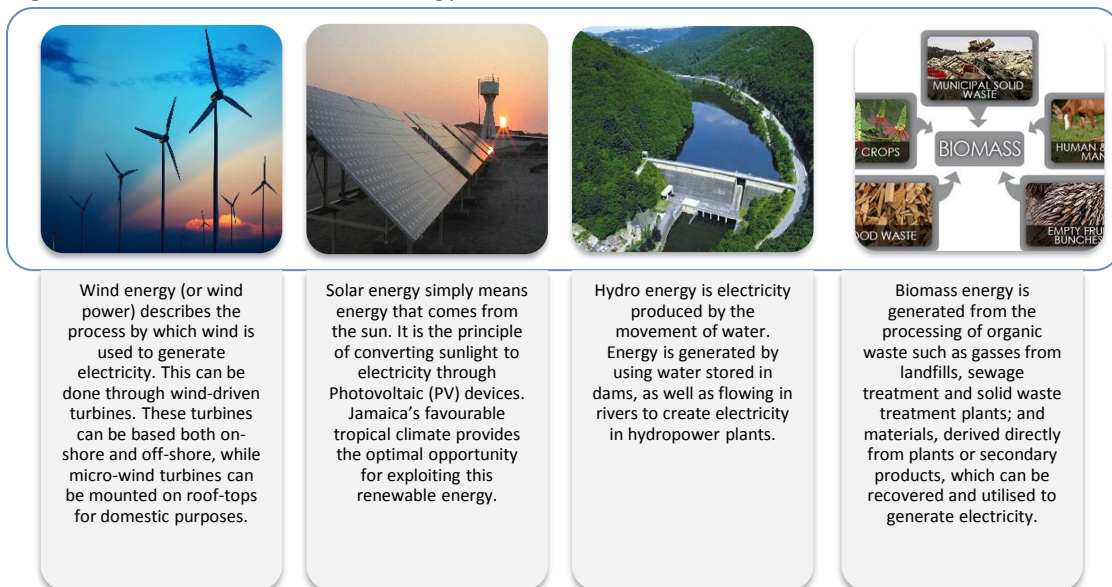 MUNICIPAL SOLID
WASTE
CROPS
BIOMASS
HUMAN &
WASTE
EMPTY
BUNCHES
Wind energy (or wind
power) describes the
process by which wind is
used to generate
electricity. This can be
done through wind-driven
turbines. These turbines
can be based both on-
shore and off-shore, while
micro-wind turbines can
be mounted on roof-tops
for domestic purposes.
Solar energy simply means
energy that comes from
the sun. It is the principle
of converting sunlight to
electricity through
Photovoltaic (PV) devices.
Jamaica’s favourable
tropical climate provides
the optimal opportunity
for exploiting this
renewable energy.
Hydro energy is electricity
produced by the
movement of water.
Energy is generated by
using water stored in
dams, as well as flowing in
rivers to create electricity
in hydropower plants.
Biomass energy is
generated from the
processing of organic
waste such as gasses from
landfills, sewage
treatment and solid waste
treatment plants; and
materials, derived directly
from plants or secondary
products, which can be
recovered and utilised to
generate electricity.